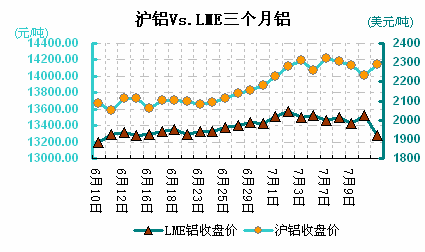 沪铝Vs.LME三个月铝
(元/吨)
(美元/吨)
14400.00
14200.00
14000.00
13800.00
13600.00
13400.00
13200.00
13000.00
2400
2300
2200
2100
2000
1900
1800
6月10日
6月12日
6月16日
6月18日
6月23日
6月25日
6月29日
7月1日
7月3日
7月7日
7月9日
LME铝收盘价
沪铝收盘价